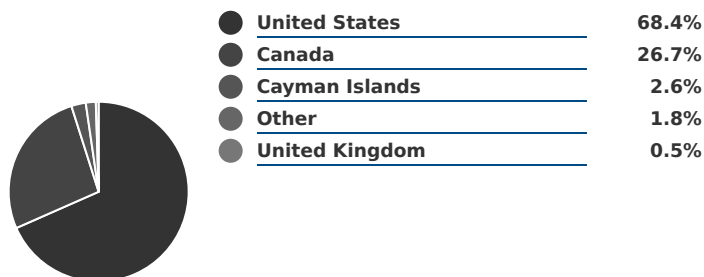 United States 68.4%
Canada 26.7%
Cayman Islands 2.6%
Other 1.8%
United Kingdom 0.5%